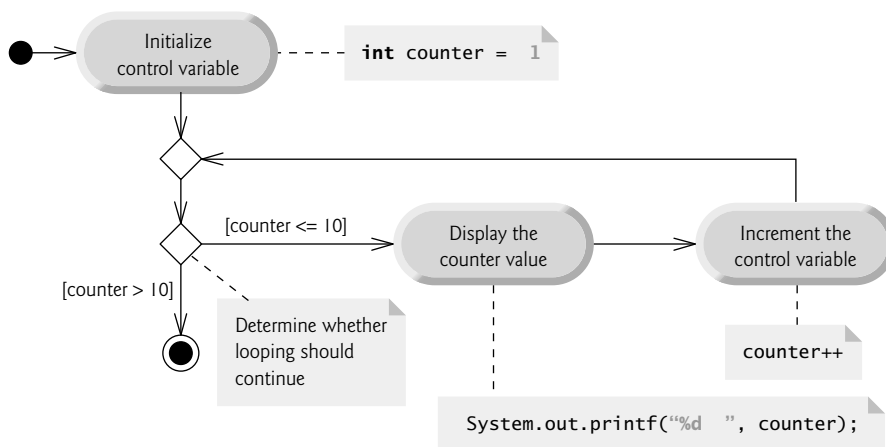 Initialize
control variable
int counter =  1
[counter <= 10]
Display the
counter value
Increment the
control variable
[counter > 10]
Determine whether
looping should
continue
counter++
System.out.printf(“%d  ”, counter);